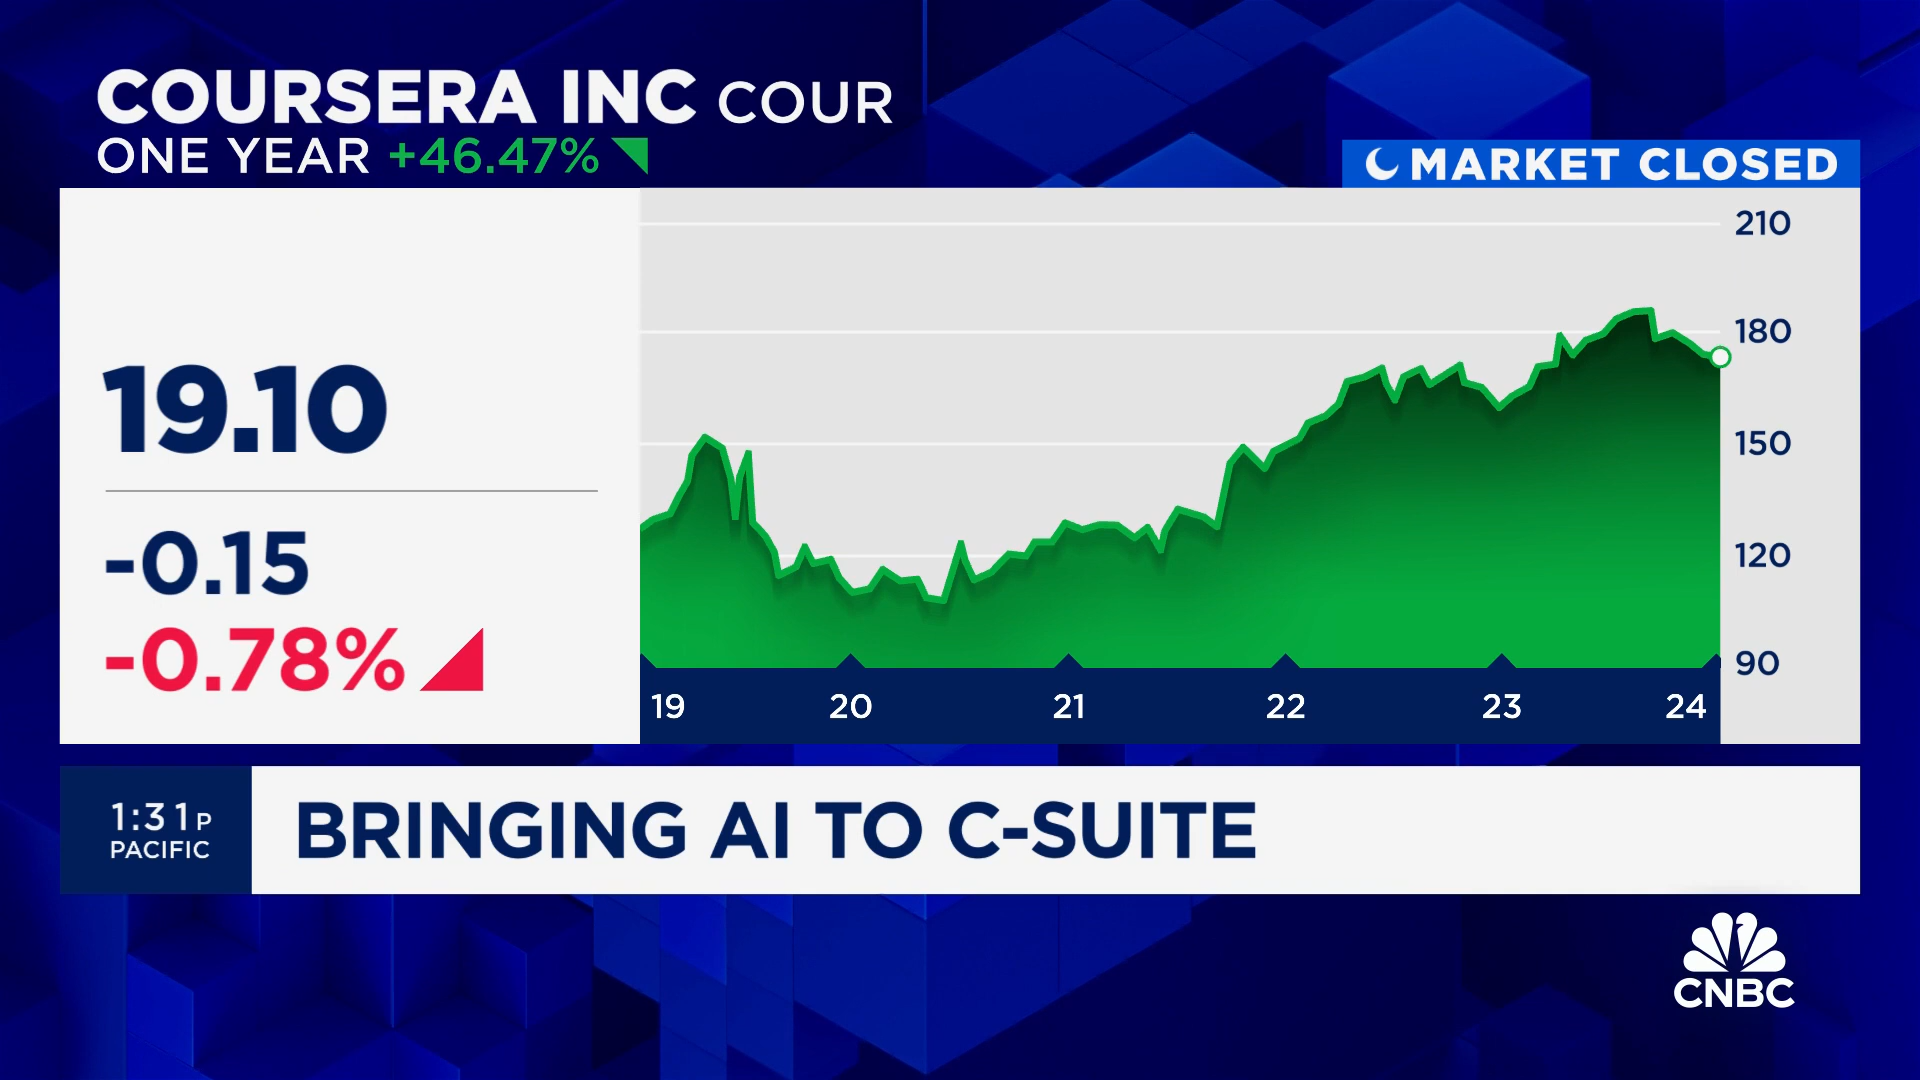 COURSERA INC COUR
ONE YEAR +46.47%
MARKET CLOSED
19.10
-0.15
-0.78%
210
180
150
120
90
19 20 21 22 23 24
1:31P
PACIFIC
BRINGING AI TO C-SUITE
CNBC